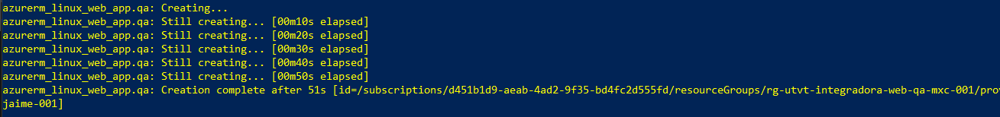 azurerm_linux_web_app.qa: Creating...
azurerm_linux_web_app.qa: Still creating... [00m10s elapsed]
azurerm_linux_web_app.qa: Still creating... [00m20s elapsed]
azurerm_linux_web_app.qa: Still creating... [00m30s elapsed]
azurerm_linux_web_app.qa: Still creating... [00m40s elapsed]
azurerm_linux_web_app.qa: Still creating... [00m50s elapsed]
azurerm_linux_web_app.qa: Creation complete after 51s [id=/subscriptions/d451b1d9-aeab-4ad2-9f35-bd4fc2d555fd/resourceGroups/rg-utvt-integradora-web-qa-mxc-001/prov
jaime-001]